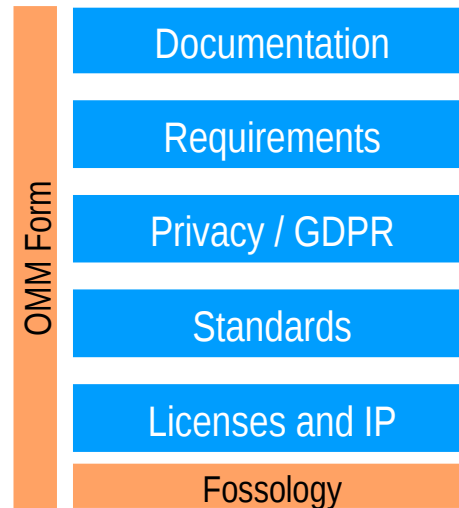 OMM Form
Documentation
Requirements
Privacy / GDPR
Standards
Licenses and IP
Fossology